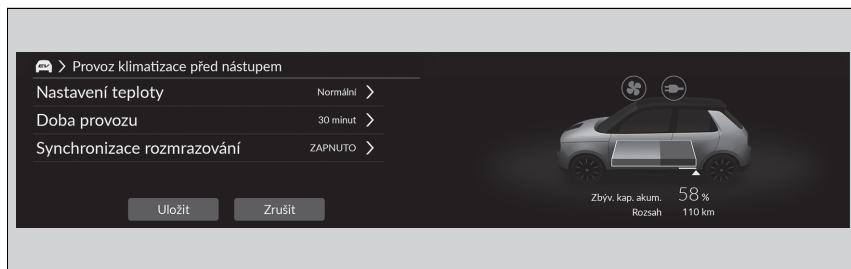 EV > Provoz klimatizace před nástupem
Nastavení teploty Normální >
Doba provozu 30 minut >
Synchronizace rozmrazování ZAPNUTO >
Uložit Zrušit
Zbýv. kap. akum. 58 %
Rozsah 110 km